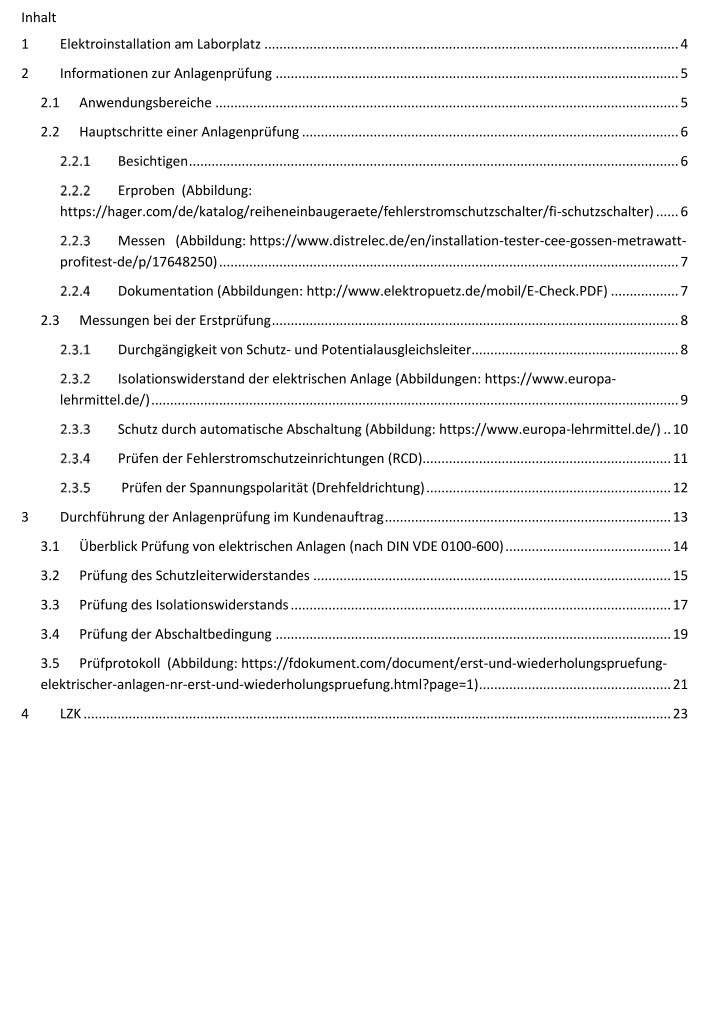 Inhalt
1 Elektroinstallation am Laborplatz ........................................................................................................ 4
2 Informationen zur Anlagenprüfung ..................................................................................................... 5
2.1 Anwendungsbereiche ..................................................................................................................... 5
2.2 Hauptschritte einer Anlagenprüfung .............................................................................................. 6
2.2.1 Besichtigen................................................................................................................................. 6
2.2.2 Erproben (Abbildung:
https://hager.com/de/katalog/reiheneinbaugeraete/fehlerstromschutzschalter/fi-schutzschalter) ...... 6
2.2.3 Messen (Abbildung: https://www.distrelec.de/en/installation-tester-cee-gossen-metrawatt-
profitest-de/p/17648250) ........................................................................................................................ 7
2.2.4 Dokumentation (Abbildungen: http://www.elektropuetz.de/mobil/E-Check.PDF) .................. 7
2.3 Messungen bei der Erstprüfung...................................................................................................... 8
2.3.1 Durchgängigkeit von Schutz- und Potentialausgleichsleiter...................................................... 8
2.3.2 Isolationswiderstand der elektrischen Anlage (Abbildungen: https://www.europa-
lehrmittel.de/) ......................................................................................................................................... 9
2.3.3 Schutz durch automatische Abschaltung (Abbildung: https://www.europa-lehrmittel.de/) .. 10
2.3.4 Prüfen der Fehlerstromschutzeinrichtungen (RCD)................................................................. 11
2.3.5 Prüfen der Spannungspolarität (Drehfeldrichtung) ................................................................ 12
3 Durchführung der Anlagenprüfung im Kundenauftrag........................................................................ 13
3.1 Überblick Prüfung von elektrischen Anlagen (nach DIN VDE 0100-600) ........................................... 14
3.2 Prüfung des Schutzleiterwiderstandes ........................................................................................... 15
3.3 Prüfung des Isolationswiderstands ................................................................................................. 17
3.4 Prüfung der Abschaltbedingung ..................................................................................................... 19
3.5 Prüfprotokoll (Abbildung: https://fdokument.com/document/erst-und-wiederholungspruefung-
elektrischer-anlagen-nr-erst-und-wiederholungspruefung.html?page=1)................................................. 21
4 LZK ....................................................................................................................................................... 23